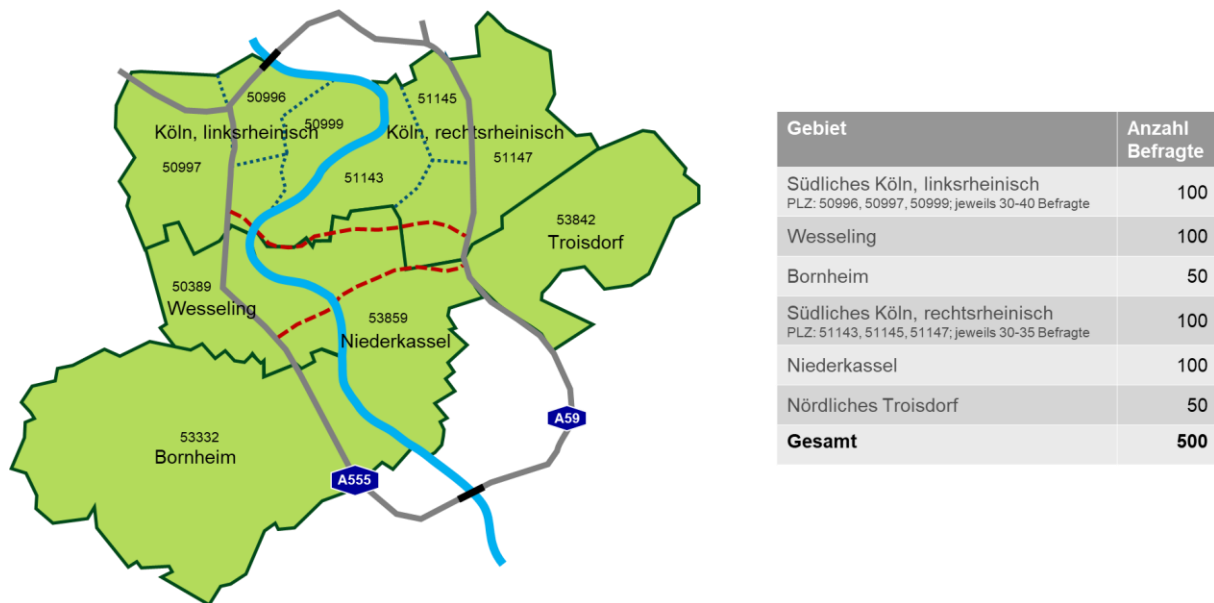 50996
51145
50999
Köln, linksrheinisch
Köln, rechtsrheinisch
50997
51147
51143
53842
Troisdorf
50389
Wesseling
53859
Niederkassel
A59
53332
Bornheim
A555
Gebiet
Anzahl
Befragte
Südliches Köln, linksrheinisch
PLZ: 50996, 50997, 50999; jeweils 30-40 Befragte
100
Wesseling
100
Bornheim
50
Südliches Köln, rechtsrheinisch
PLZ: 51143, 51145, 51147; jeweils 30-35 Befragte
100
Niederkassel
100
Nördliches Troisdorf
50
Gesamt
500